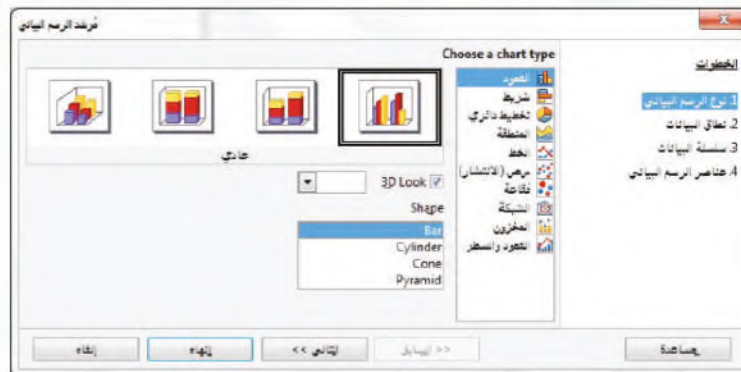 مُرشد الرسم البياني
الخطوات
1. نوع الرسم البياني
2. نطاق البيانات
3. سلسلة البيانات
4. عناصر الرسم البياني
Choose a chart type
العمود
شريط
تخطيط دائري
المنطقة
الخط
س ص (الانتشار)
فقاعة
الشبكة
المخزون
العمود والسطر
عادي
3D Look
Shape
Bar
Cylinder
Cone
Pyramid
مساعدة
<< السابق
التالي >>
إنهاء
إلغاء